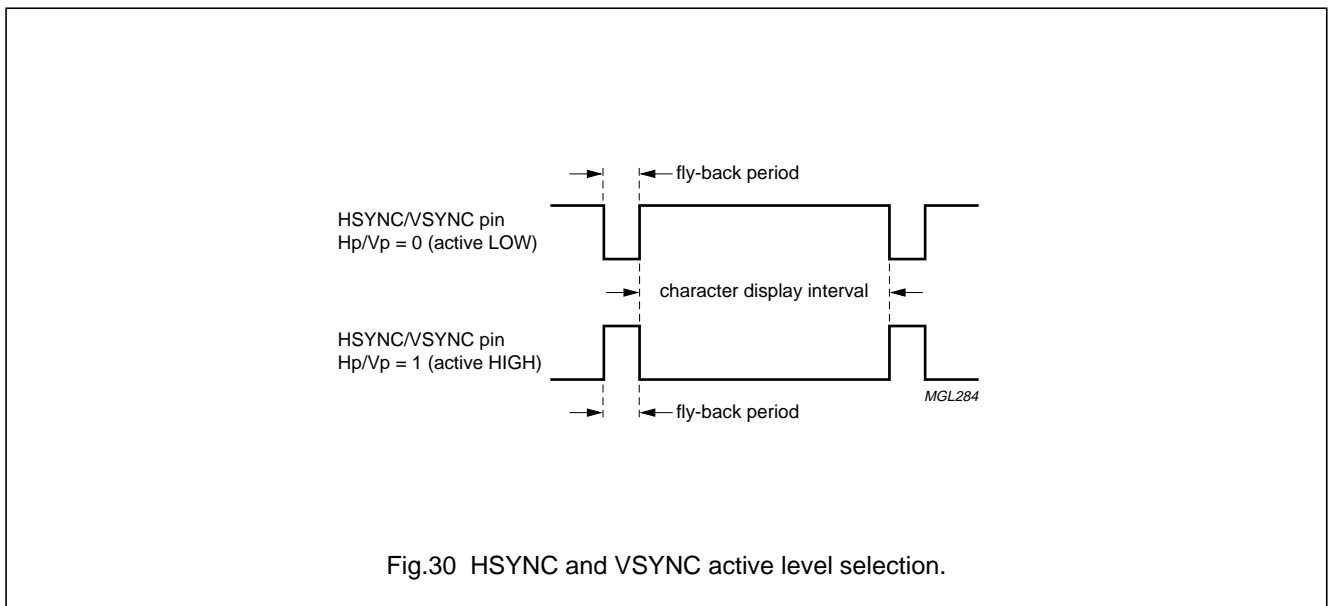 fly-back period
HSYNC/VSYNC pin
Hp/Vp = 0 (active LOW)
character display interval
HSYNC/VSYNC pin
Hp/Vp = 1 (active HIGH)
MGL284
fly-back period
Fig.30 HSYNC and VSYNC active level selection.